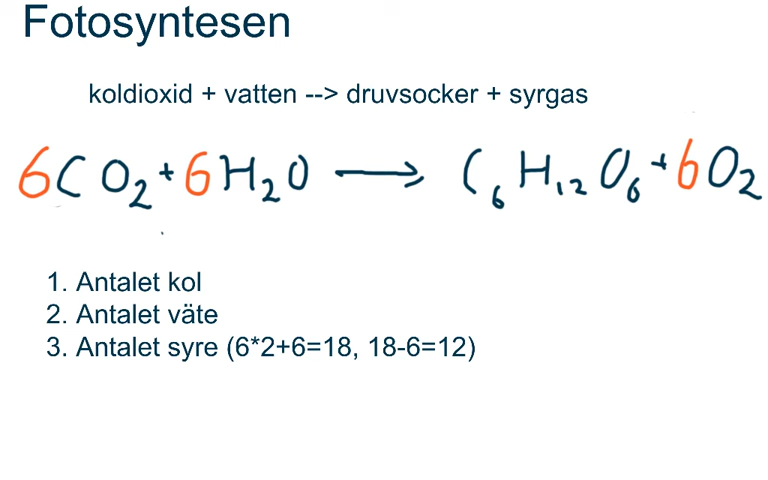 Fotosyntesen
koldioxid + vatten --> druvsocker + syrgas
6CO₂+6H₂O ⟶ C₆H₁₂O₆+6O₂
1. Antalet kol
2. Antalet väte
3. Antalet syre (6*2+6=18, 18-6=12)